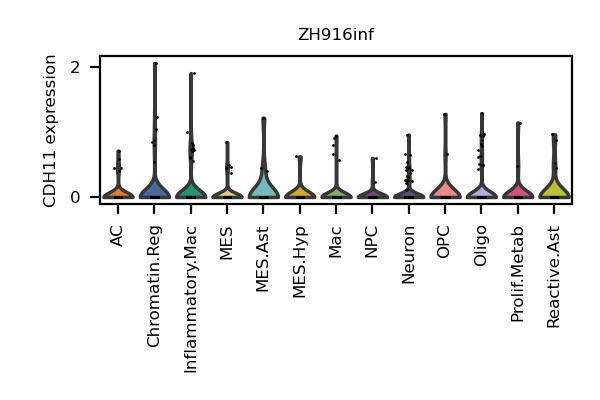 ZH916inf
CDH11 expression
2
0
AC
Chromatin.Reg
Inflammatory.Mac
MES
MES.Ast
MES.Hyp
Mac
NPC
Neuron
OPC
Oligo
Prolif.Metab
Reactive.Ast